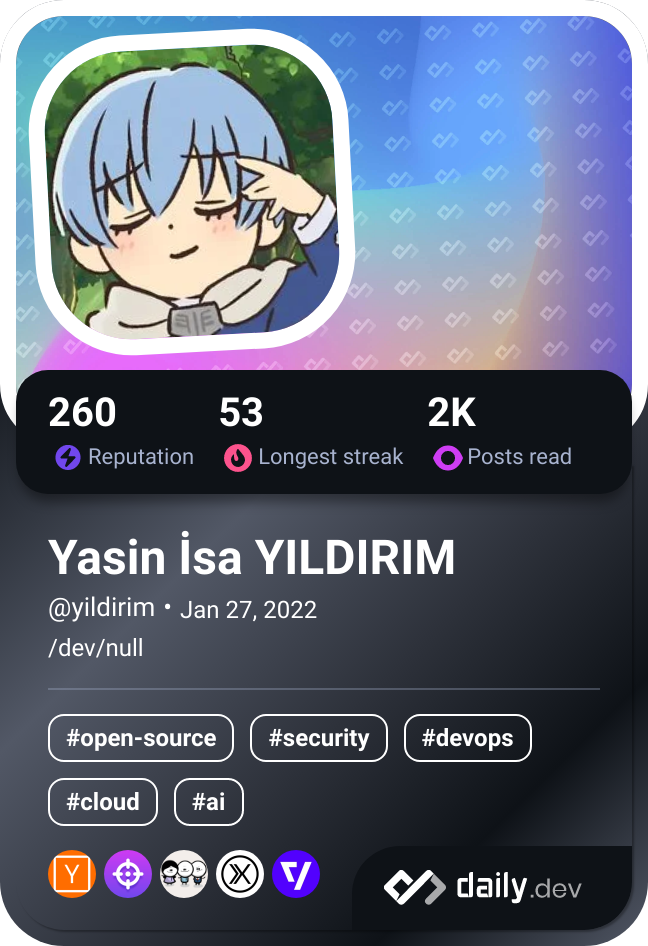 260 53 2K
Reputation Longest streak Posts read
Yasin İsa YILDIRIM
@yildirim • Jan 27, 2022
/dev/null
#open-source #security #devops
#cloud #ai
Y
daily.dev